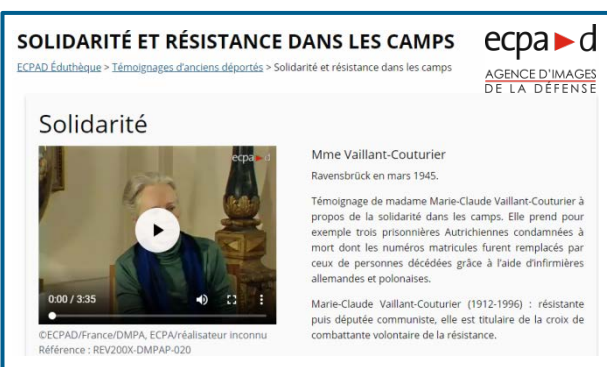 SOLIDARITÉ ET RÉSISTANCE DANS LES CAMPS
ecpa d
AGENCE D'IMAGES
DE LA DÉFENSE
ECPAD Éduthèque > Témoignages d'anciens déportés > Solidarité et résistance dans les camps
Solidarité
ecpa d
0:00 / 3:35
©ECPAD/France/DMPA, ECPA/réalisateur inconnu
Référence : REV200X-DMPAP-020
Mme Vaillant-Couturier
Ravensbrück en mars 1945.
Témoignage de madame Marie-Claude Vaillant-Couturier à
propos de la solidarité dans les camps. Elle prend pour
exemple trois prisonnières Autrichiennes condamnées à
mort dont les numéros matricules furent remplacés par
ceux de personnes décédées grâce à l'aide d'infirmières
allemandes et polonaises.
Marie-Claude Vaillant-Couturier (1912-1996) : résistante
puis députée communiste, elle est titulaire de la croix de
combattante volontaire de la résistance.